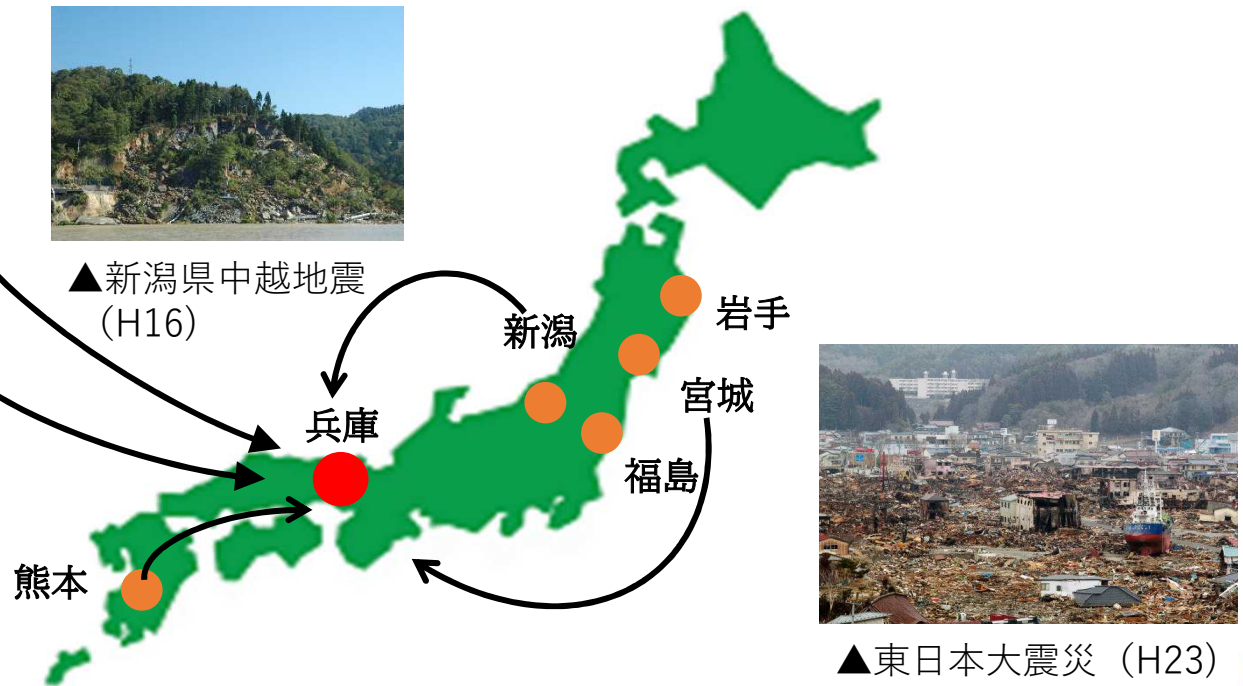 ▲新潟県中越地震
(H16)
新潟
岩手
宮城
兵庫
福島
熊本
▲東日本大震災（H23）